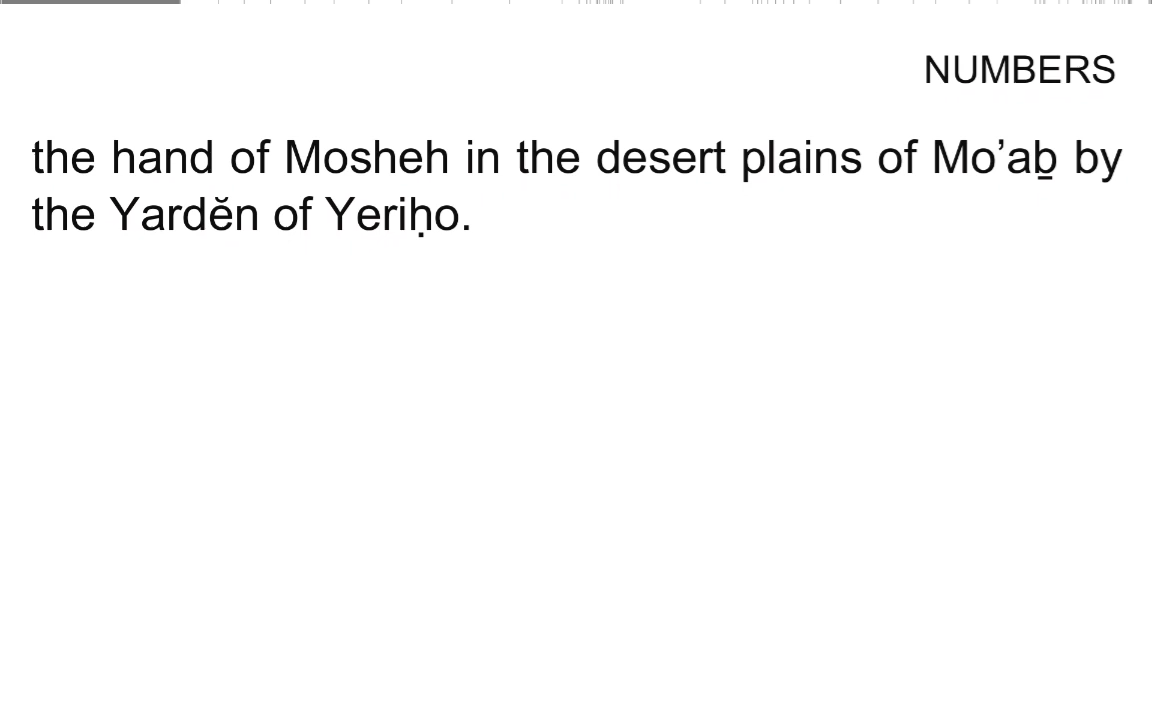 NUMBERS
the hand of Mosheh in the desert plains of Mo’aḇ by
the Yardĕn of Yeriḥo.